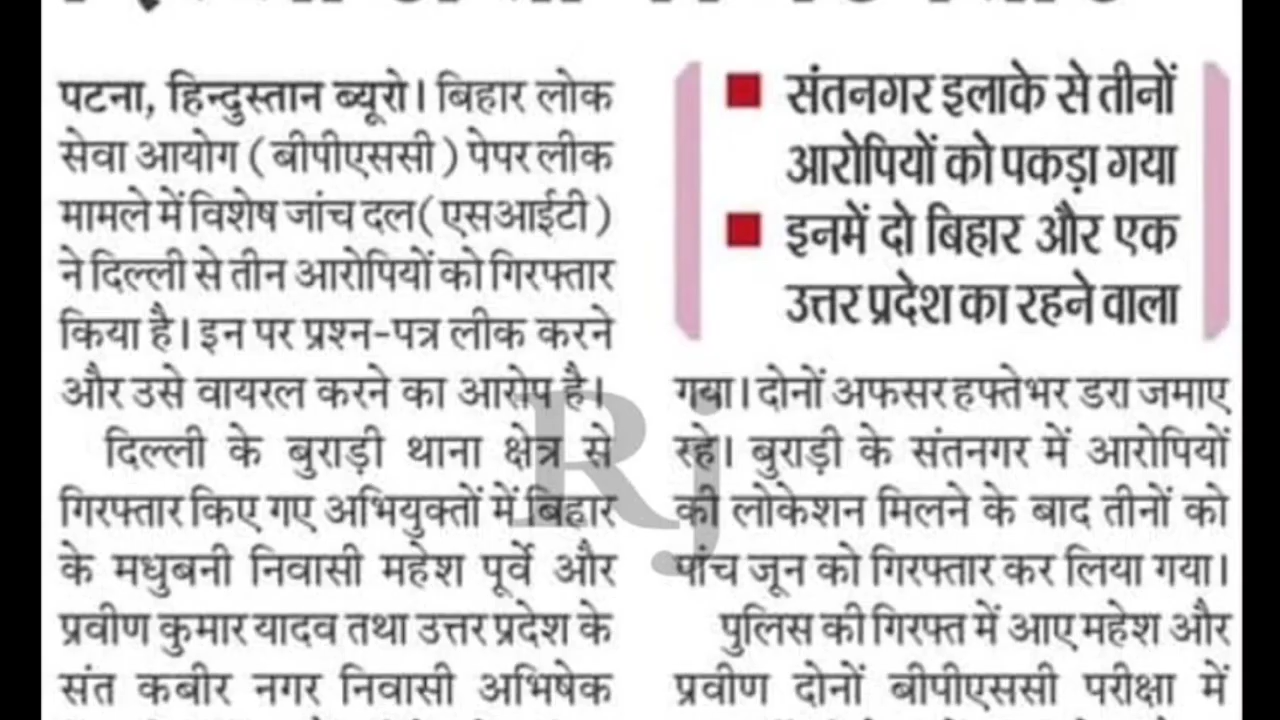 पटना, हिन्दुस्तान ब्यूरो। बिहार लोक
सेवा आयोग (बीपीएससी) पेपर लीक
मामले में विशेष जांच दल(एसआईटी)
ने दिल्ली से तीन आरोपियों को गिरफ्तार
किया है। इन पर प्रश्न-पत्र लीक करने
और उसे वायरल करने का आरोप है।
दिल्ली के बुराड़ी थाना क्षेत्र से
गिरफ्तार किए गए अभियुक्तों में बिहार
के मधुबनी निवासी महेश पूर्वे और
प्रवीण कुमार यादव तथा उत्तर प्रदेश के
संत कबीर नगर निवासी अभिषेक
संतनगर इलाके से तीनों
आरोपियों को पकड़ा गया
इनमें दो बिहार और एक
उत्तर प्रदेश का रहने वाला
गया। दोनों अफसर हफ्तेभर डरा जमाए
रहे। बुराड़ी के संतनगर में आरोपियों
की लोकेशन मिलने के बाद तीनों को
पांच जून को गिरफ्तार कर लिया गया।
पुलिस की गिरफ्त में आए महेश और
प्रवीण दोनों बीपीएससी परीक्षा में
Rj